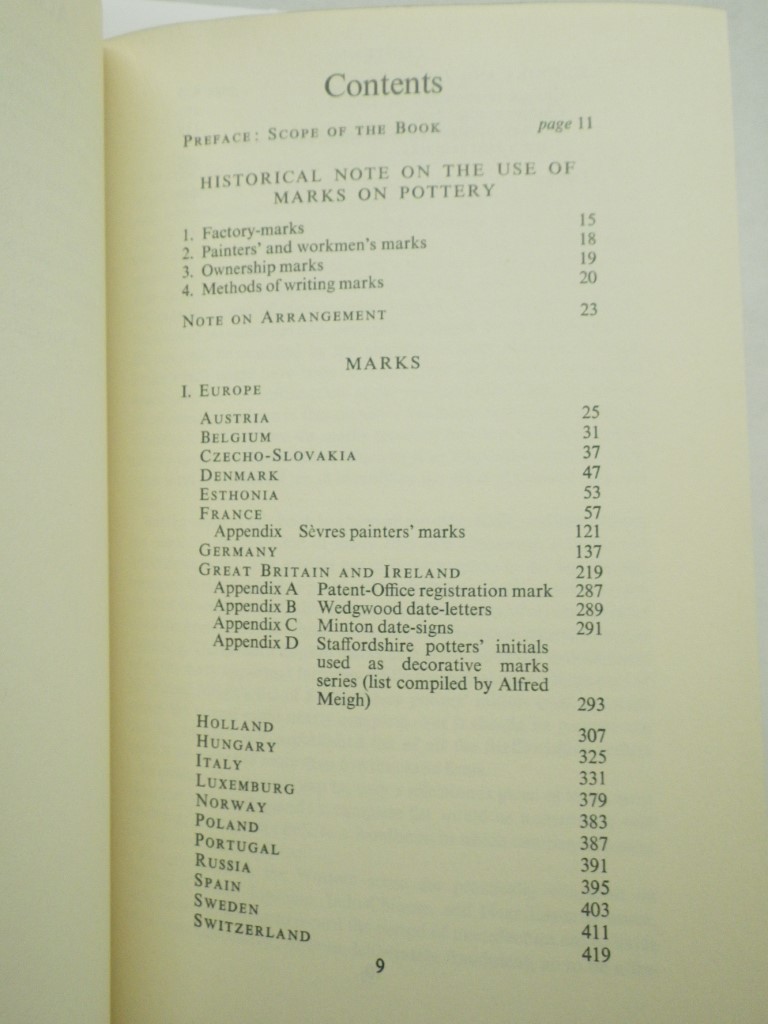 Contents
PREFACE: SCOPE OF THE BOOK page 11
HISTORICAL NOTE ON THE USE OF
MARKS ON POTTERY
1. Factory-marks 15
2. Painters' and workmen's marks 18
3. Ownership marks 19
4. Methods of writing marks 20
NOTE ON ARRANGEMENT 23
MARKS
I. EUROPE
AUSTRIA 25
BELGIUM 31
CZECHO-SLOVAKIA 37
DENMARK 47
ESTHONIA 53
FRANCE 57
Appendix Sèvres painters' marks 121
GERMANY 137
GREAT BRITAIN AND IRELAND 219
Appendix A Patent-Office registration mark 287
Appendix B Wedgwood date-letters 289
Appendix C Minton date-signs 291
Appendix D Staffordshire potters' initials
used as decorative marks
series (list compiled by Alfred
Meigh) 293
HOLLAND 307
HUNGARY 325
ITALY 331
LUXEMBURG 379
NORWAY 383
POLAND 387
PORTUGAL 391
RUSSIA 395
SPAIN 403
SWEDEN 411
SWITZERLAND 419
9